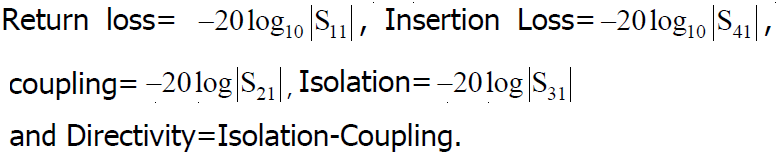 Return loss= –20log₁₀|S₁₁|, Insertion Loss= –20log₁₀|S₄₁|,
coupling= –20log|S₂₁|, Isolation= –20log|S₃₁|
and Directivity=Isolation-Coupling.